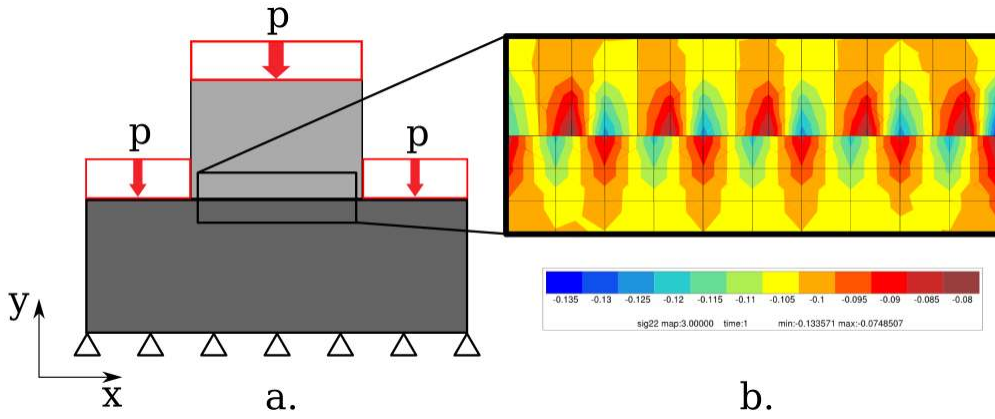 p
p
p
y
x
-0.135 -0.13 -0.125 -0.12 -0.115 -0.11 -0.105 -0.1 -0.095 -0.09 -0.085 -0.08
sig22 map:3.00000 time:1 min:-0.133571 max:-0.0748507
a.
b.